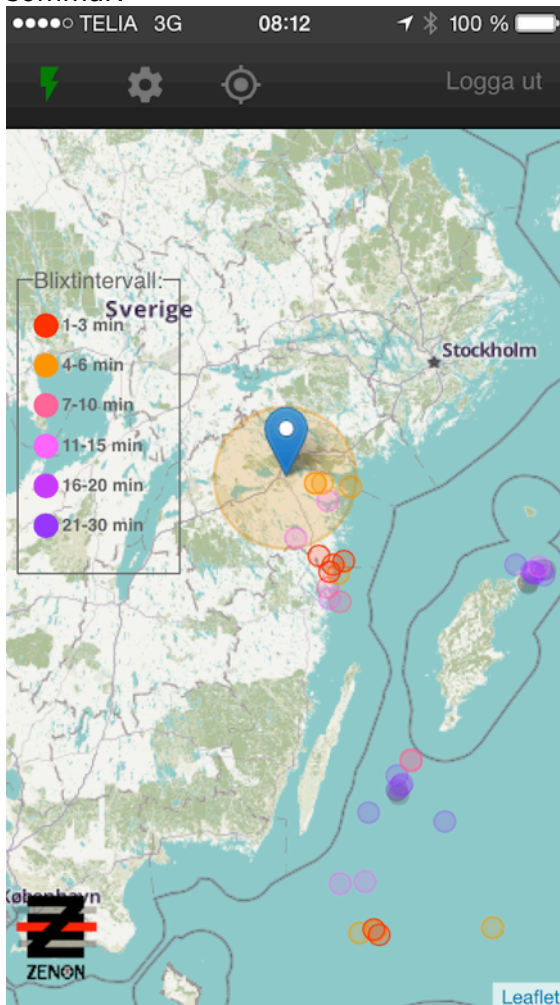 TELIA 3G 08:12 100 %
Logga ut
Blixtintervall:
Sverige
1-3 min
Stockholm
4-6 min
7-10 min
11-15 min
16-20 min
21-30 min
København
ZENON
Leaflet